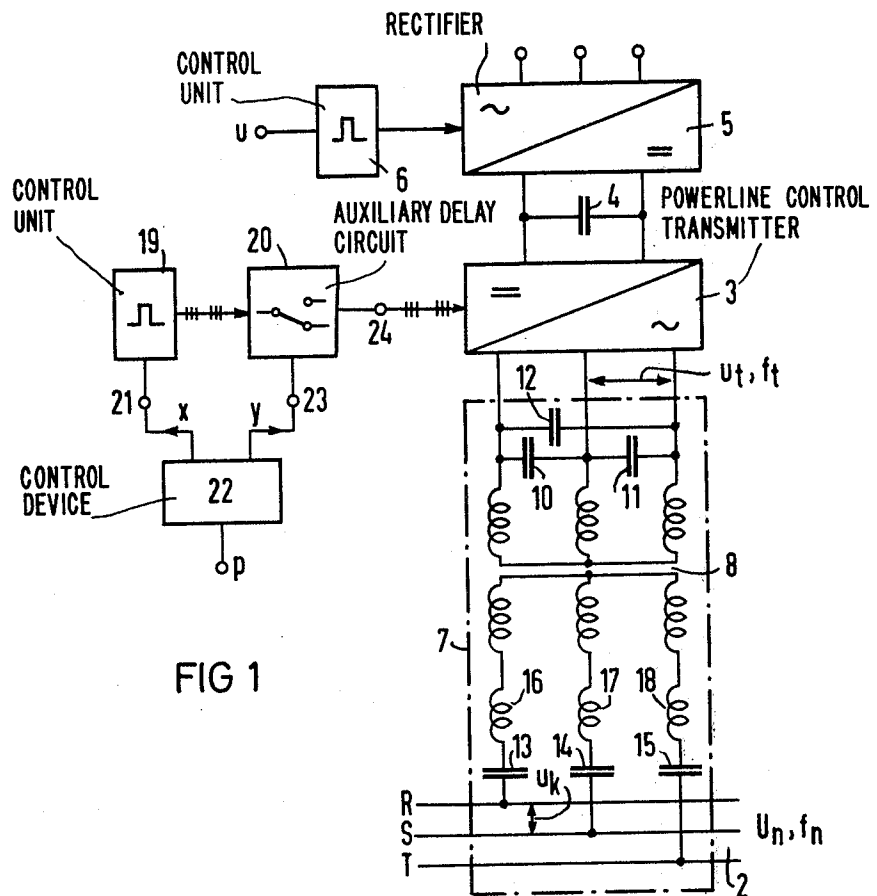 RECTIFIER
CONTROL
UNIT
u
6
5
4
POWERLINE CONTROL
TRANSMITTER
CONTROL
UNIT
19
20
AUXILIARY DELAY
CIRCUIT
24
3
21
x
y
23
CONTROL
DEVICE
22
p
12
10
11
ut, ft
8
7
FIG 1
16
17
18
13
14
15
uk
R
S
T
Un, fn
2